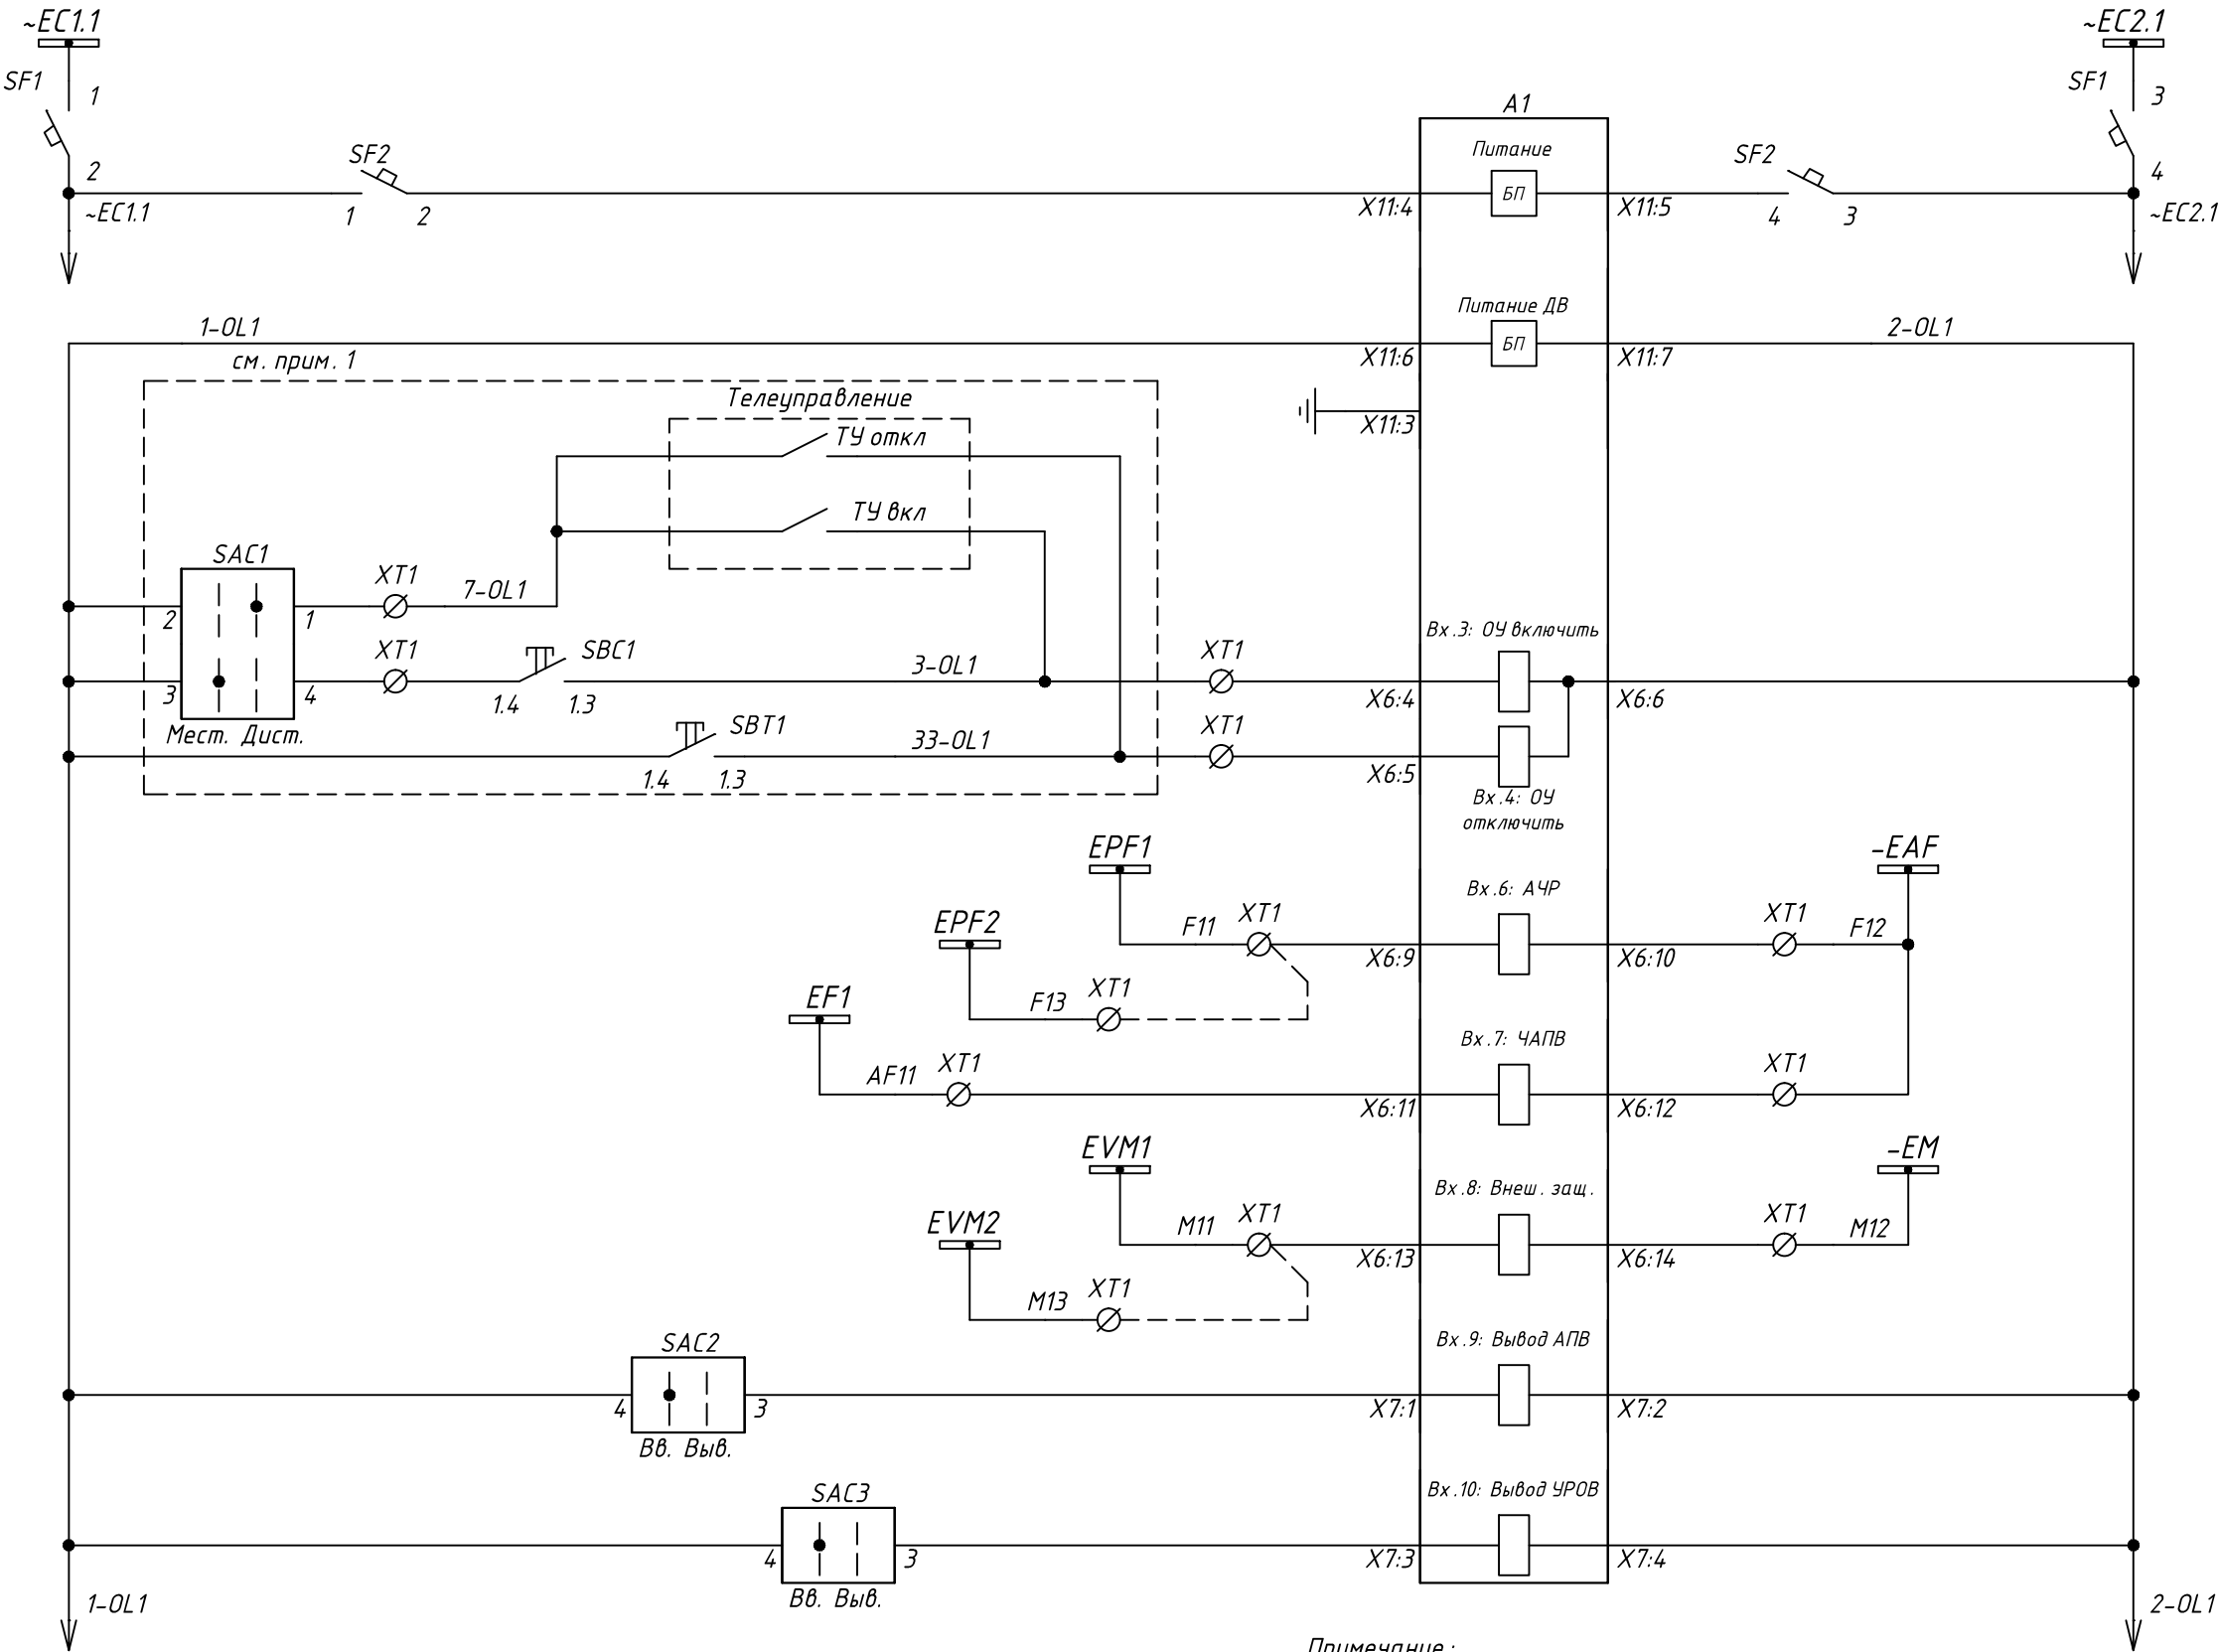 ~EC1.1
~EC2.1
SF1
1
SF1
3
A1
Питание
SF2
SF2
2
4
БП
~EC1.1
1
2
X11:4
X11:5
4
3
~EC2.1
Питание ДВ
1-OL1
2-OL1
БП
см. прим. 1
X11:6
X11:7
Телеуправление
X11:3
ТУ откл
ТУ вкл
SAC1
XT1
7-OL1
2
1
Вх.3: ОУ включить
XT1
SBC1
3-OL1
XT1
3
4
1.4
1.3
X6:4
X6:6
Мест. Дист.
SBT1
33-OL1
XT1
1.4
1.3
X6:5
Вх.4: ОУ
отключить
EPF1
-EAF
Вх.6: АЧР
EPF2
F11
XT1
XT1
F12
X6:9
X6:10
EF1
F13
XT1
Вх.7: ЧАПВ
AF11
XT1
XT1
X6:11
X6:12
EVM1
-EM
Вх.8: Внеш. защ.
EVM2
M11
XT1
XT1
M12
X6:13
X6:14
M13
XT1
SAC2
Вх.9: Вывод АПВ
4
3
X7:1
X7:2
Вв. Выв.
SAC3
Вх.10: Вывод УРОВ
4
3
X7:3
X7:4
Вв. Выв.
1-OL1
2-OL1
Примечание: